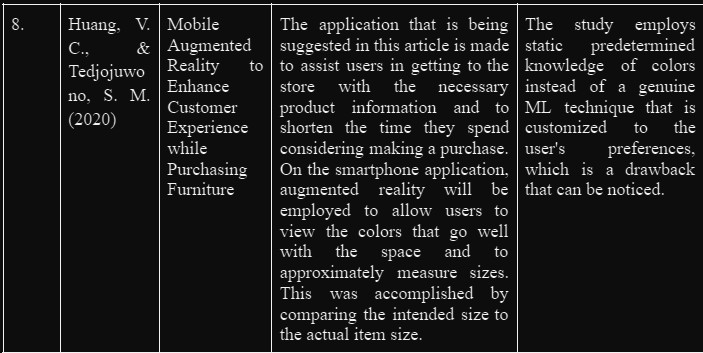 8.
Huang, V.
C., &
Tedjojuwo
no, S. M.
(2020)
Mobile
Augmented
Reality to
Enhance
Customer
Experience
while
Purchasing
Furniture
The application that is being
suggested in this article is made
to assist users in getting to the
store with the necessary
product information and to
shorten the time they spend
considering making a purchase.
On the smartphone application,
augmented reality will be
employed to allow users to
view the colors that go well
with the space and to
approximately measure sizes.
This was accomplished by
comparing the intended size to
the actual item size.
The study employs
static predetermined
knowledge of colors
instead of a genuine
ML technique that is
customized to the
user's preferences,
which is a drawback
that can be noticed.